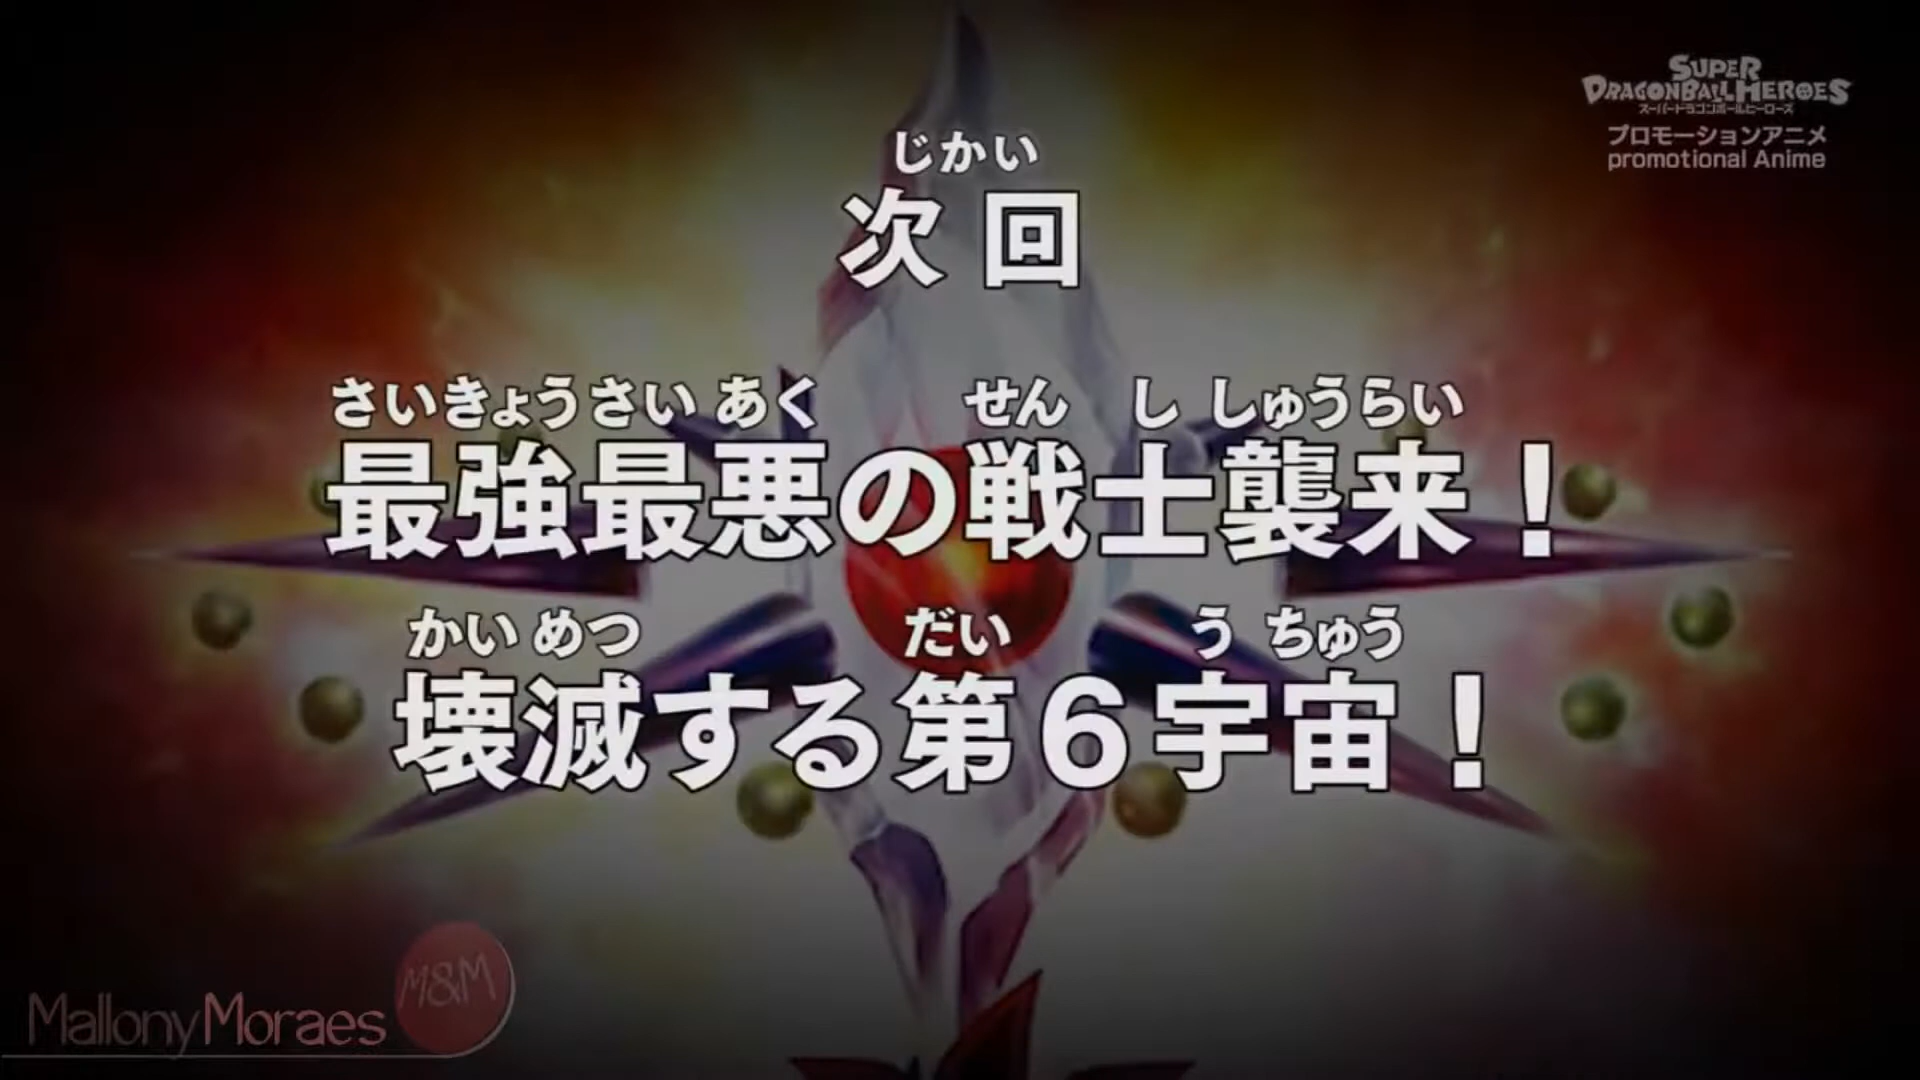 SUPER
DRAGONBALL HEROES
スーパードラゴンボールヒーローズ
プロモーションアニメ
promotional Anime
じかい
次回
さいきょうさいあく せん し しゅうらい
最強最悪の戦士襲来！
かいめつ だい う ちゅう
壊滅する第６宇宙！
M&M
Mallony Moraes